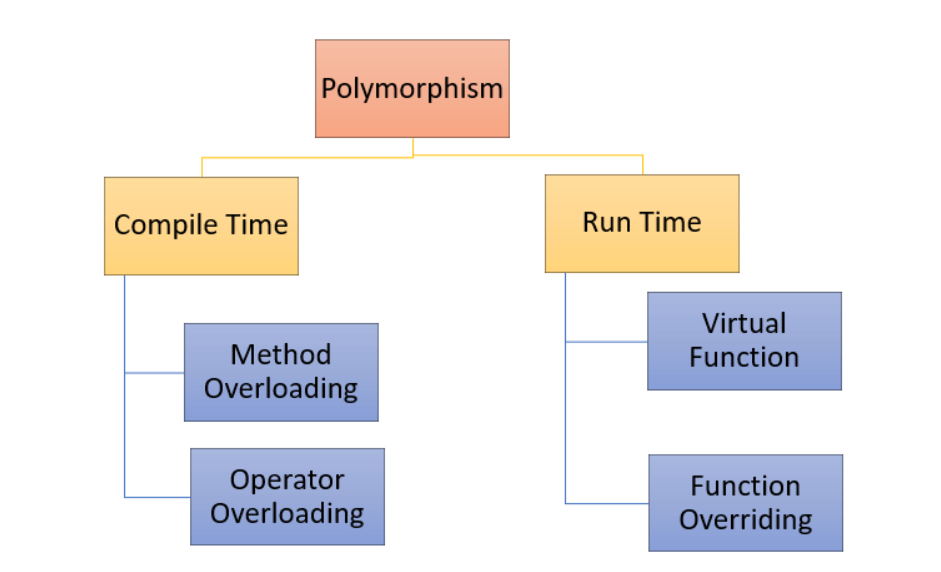 Polymorphism
Compile Time
Run Time
Method
Overloading
Operator
Overloading
Virtual
Function
Function
Overriding